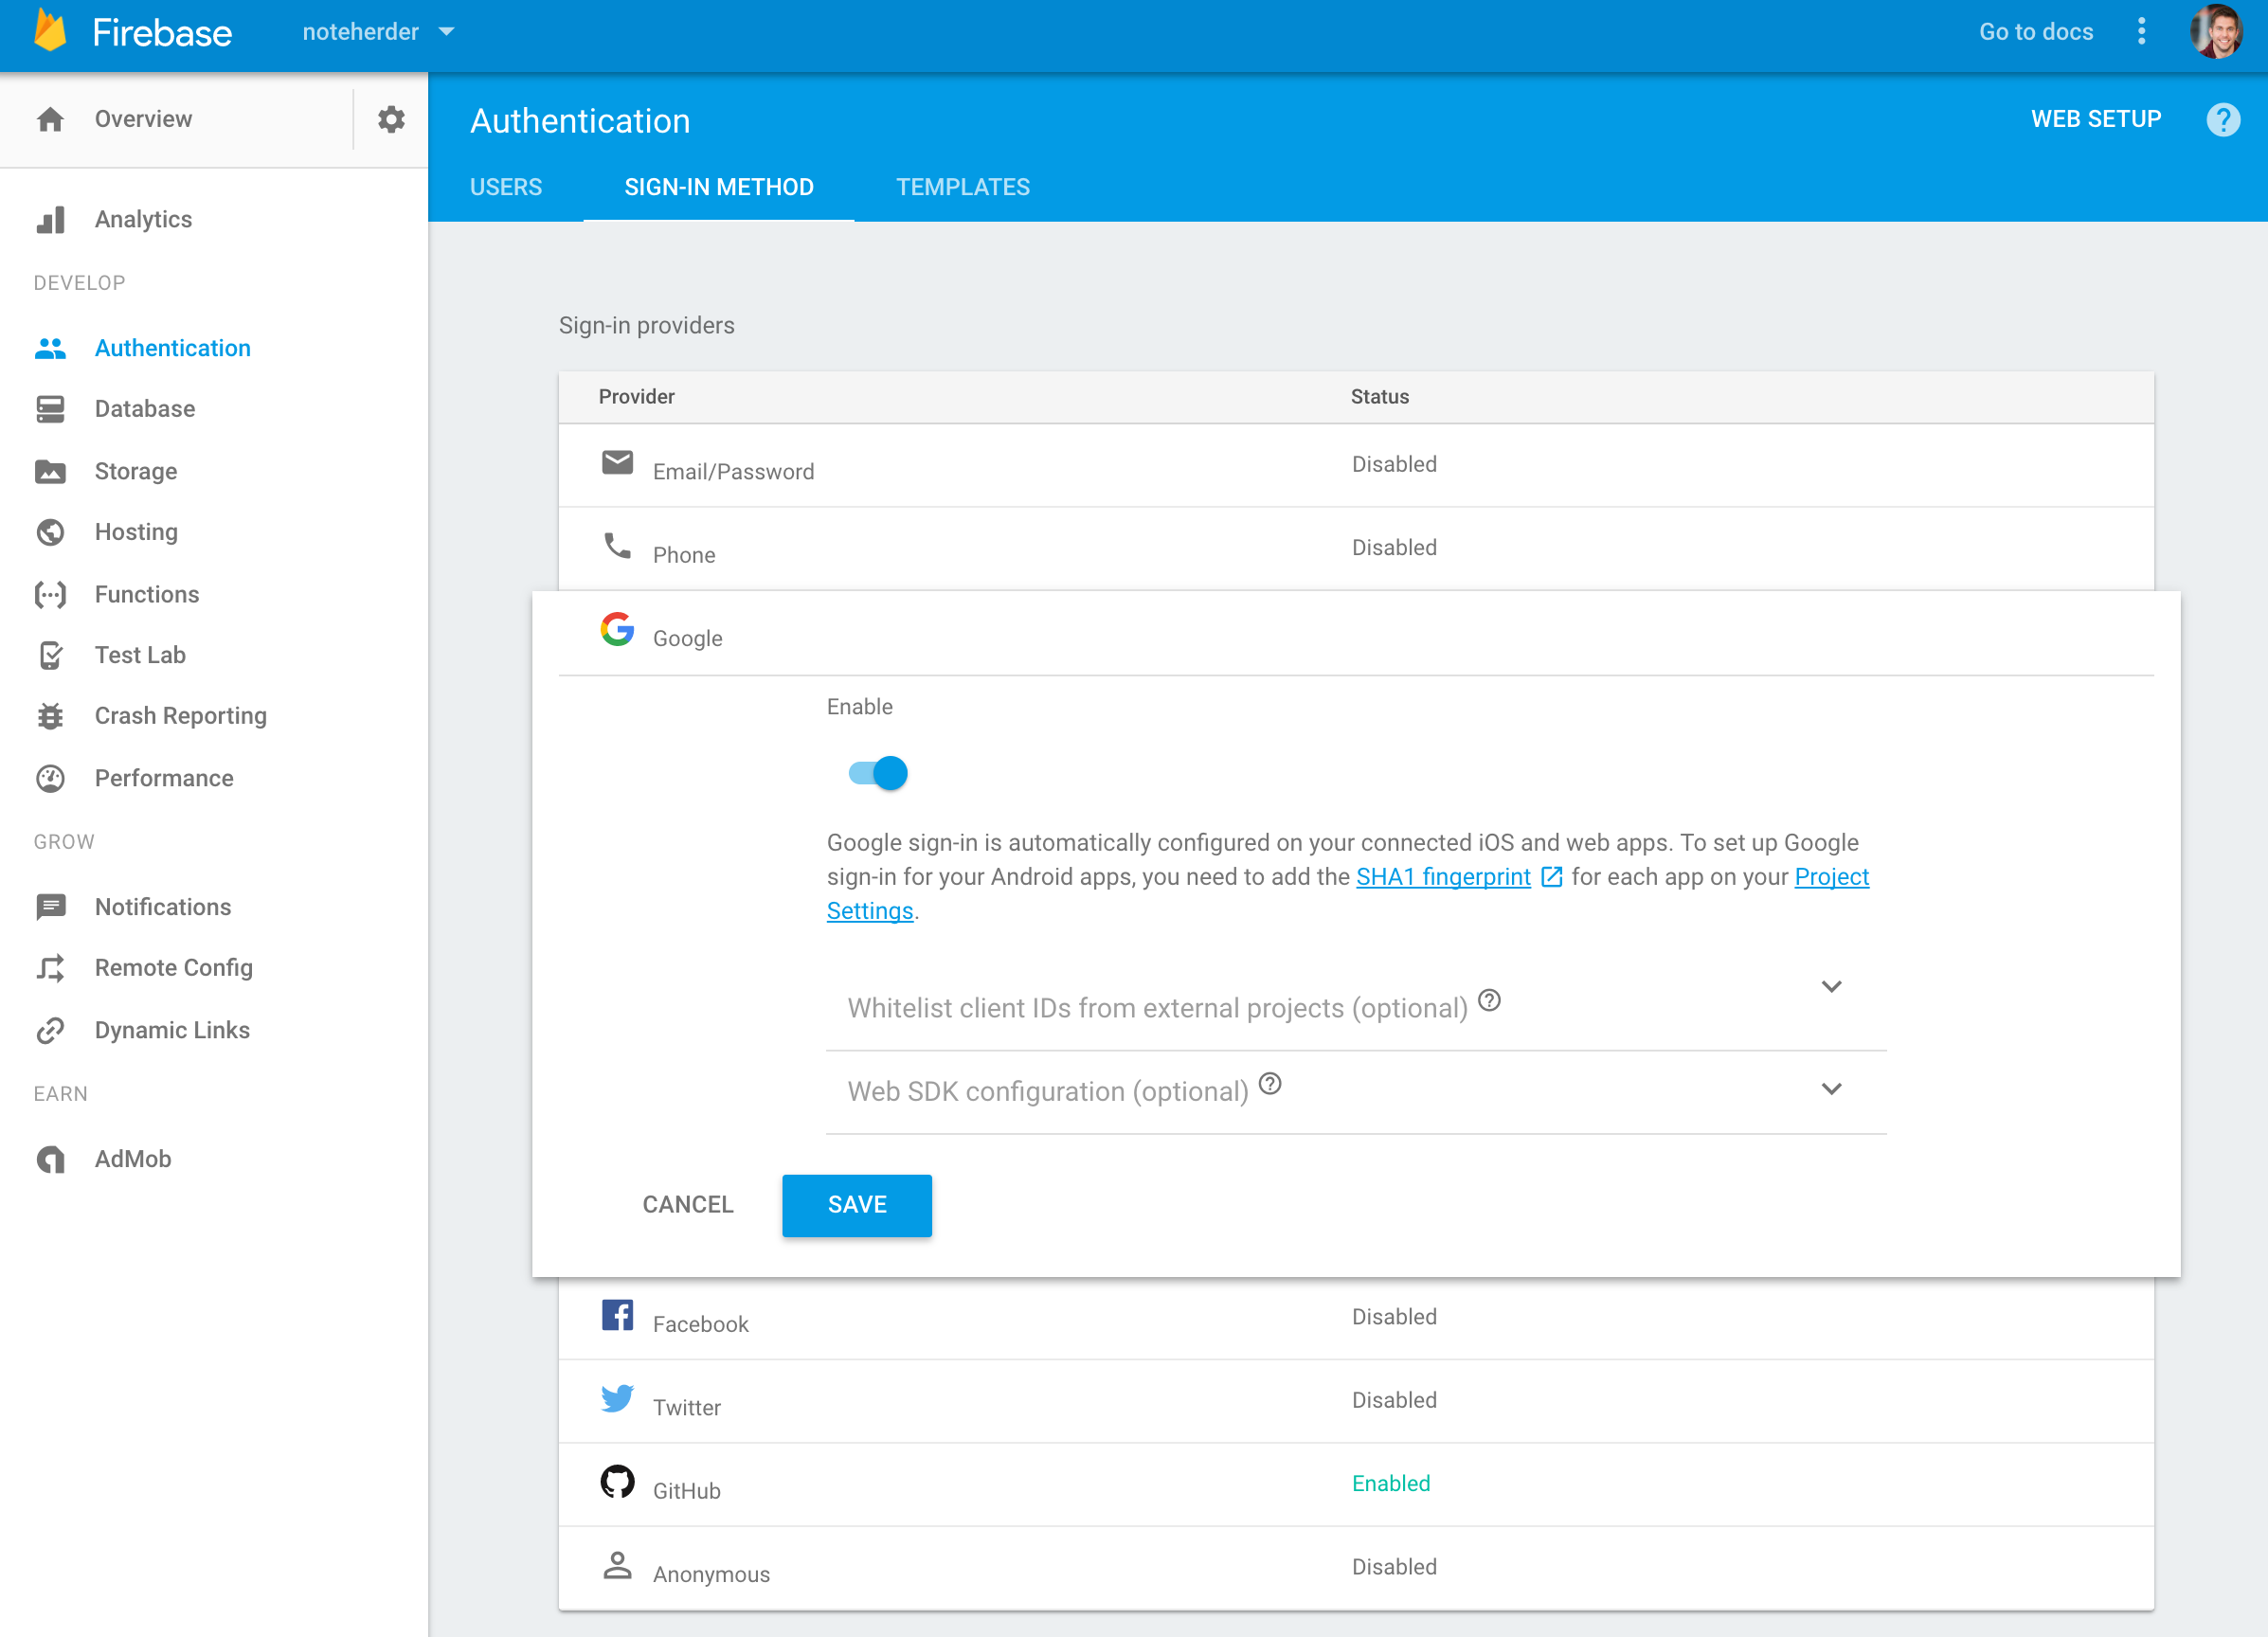 Firebase
noteherder
Go to docs
Overview
Authentication
WEB SETUP
?
USERS
SIGN-IN METHOD
TEMPLATES
Analytics
DEVELOP
Authentication
Database
Storage
Hosting
Functions
Test Lab
Crash Reporting
Performance
GROW
Notifications
Remote Config
Dynamic Links
EARN
AdMob
Sign-in providers
Provider
Status
Email/Password
Disabled
Phone
Disabled
Google
Enable
Google sign-in is automatically configured on your connected iOS and web apps. To set up Google
sign-in for your Android apps, you need to add the SHA1 fingerprint for each app on your Project
Settings.
Whitelist client IDs from external projects (optional) ?
Web SDK configuration (optional) ?
CANCEL
SAVE
Facebook
Disabled
Twitter
Disabled
GitHub
Enabled
Anonymous
Disabled